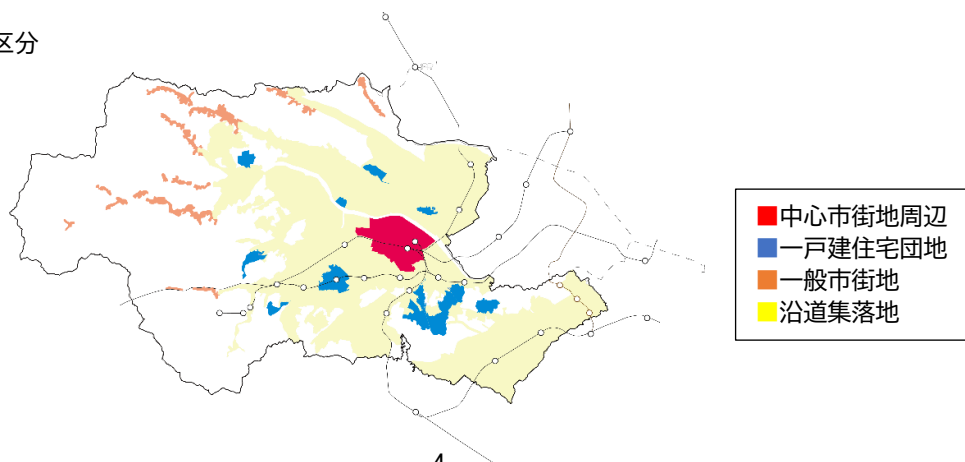 区分
中心市街地周辺
一戸建住宅団地
一般市街地
沿道集落地
4